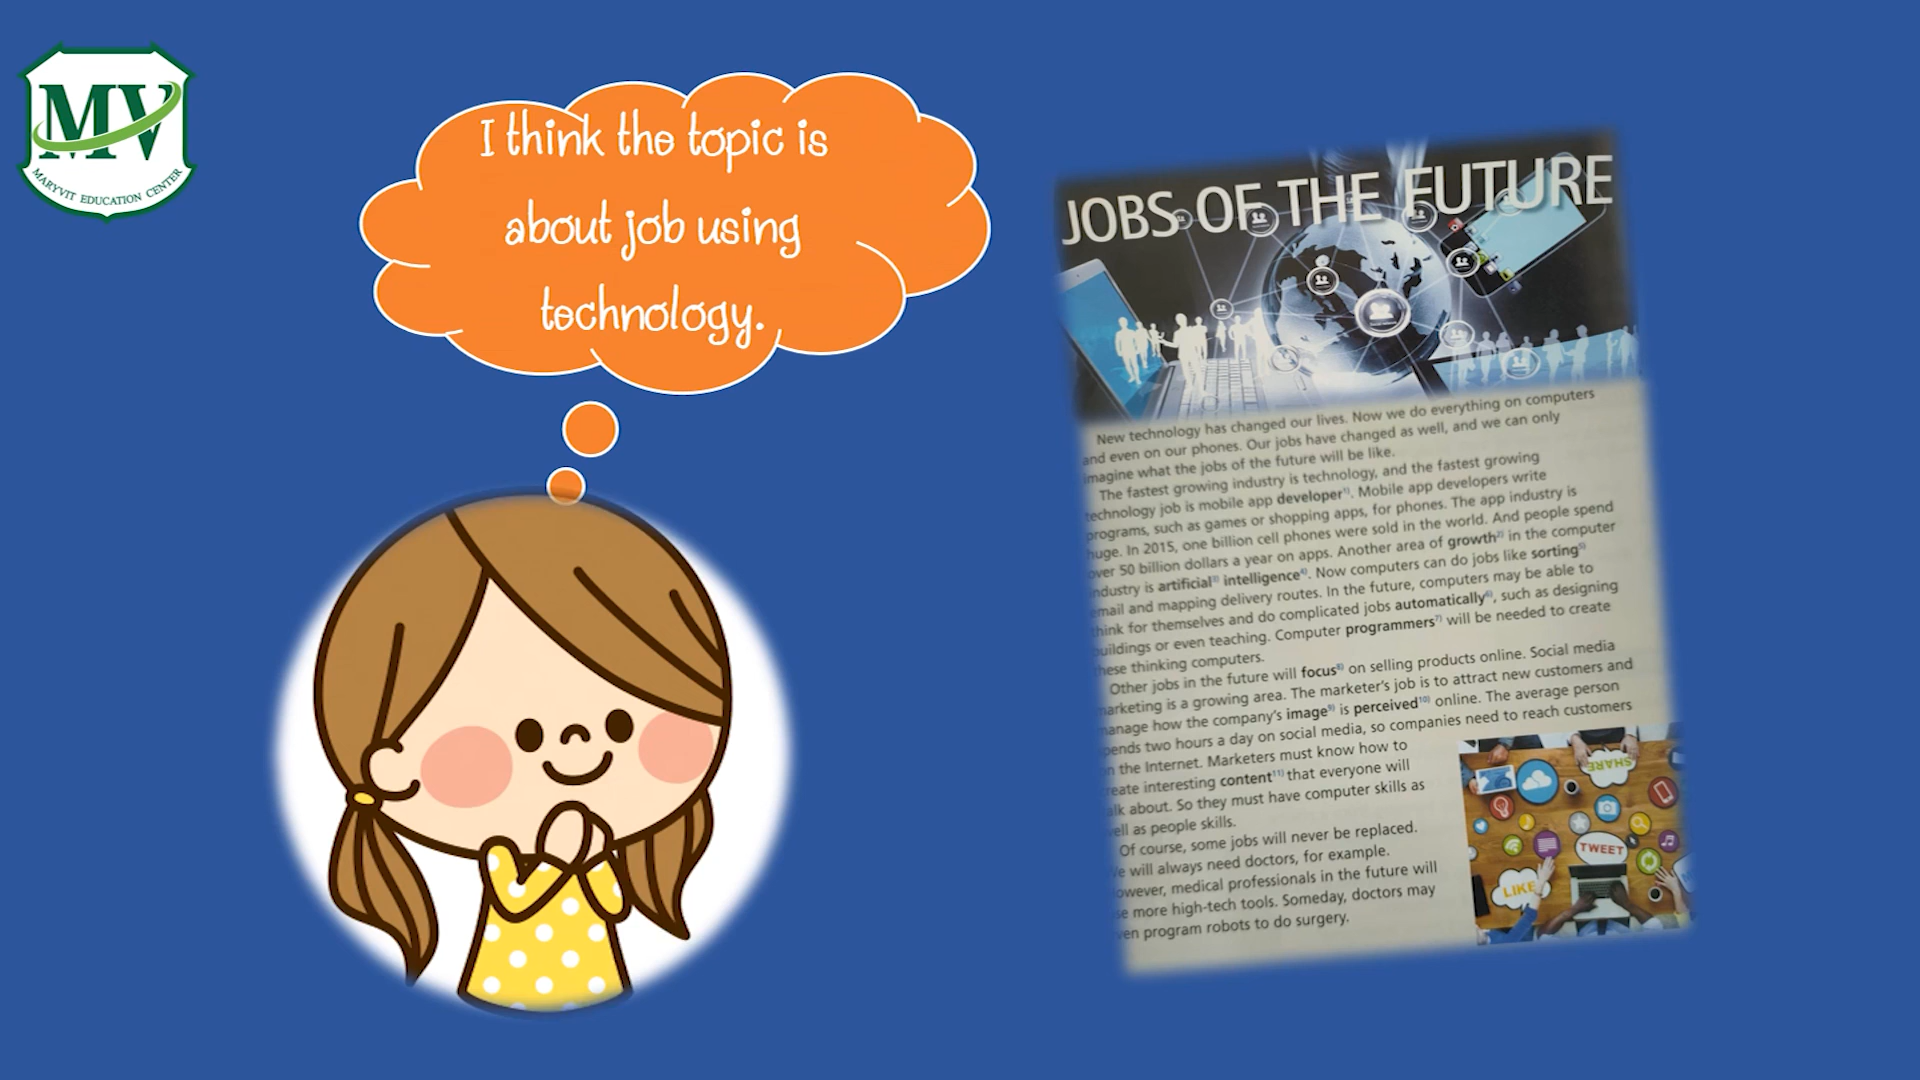 MV
MARYVIT EDUCATION CENTER
I think the topic is
about job using
technology.
JOBS OF THE FUTURE
New technology has changed our lives. Now we do everything on computers
and even on our phones. Our jobs have changed as well, and we can only
imagine what the jobs of the future will be like.
The fastest growing industry is technology, and the fastest growing
technology job is mobile app developer¹⁾. Mobile app developers write
programs, such as games or shopping apps, for phones. The app industry is
huge. In 2015, one billion cell phones were sold in the world. And people spend
over 50 billion dollars a year on apps. Another area of growth²⁾ in the computer
industry is artificial³⁾ intelligence⁴⁾. Now computers can do jobs like sorting⁵⁾
email and mapping delivery routes. In the future, computers may be able to
think for themselves and do complicated jobs automatically⁶⁾, such as designing
buildings or even teaching. Computer programmers⁷⁾ will be needed to create
these thinking computers.
Other jobs in the future will focus⁸⁾ on selling products online. Social media
marketing is a growing area. The marketer's job is to attract new customers and
manage how the company's image⁹⁾ is perceived¹⁰⁾ online. The average person
spends two hours a day on social media, so companies need to reach customers
on the Internet. Marketers must know how to
create interesting content¹¹⁾ that everyone will
talk about. So they must have computer skills as
well as people skills.
Of course, some jobs will never be replaced.
We will always need doctors, for example.
However, medical professionals in the future will
use more high-tech tools. Someday, doctors may
even program robots to do surgery.
SHARE
TWEET
LIKE